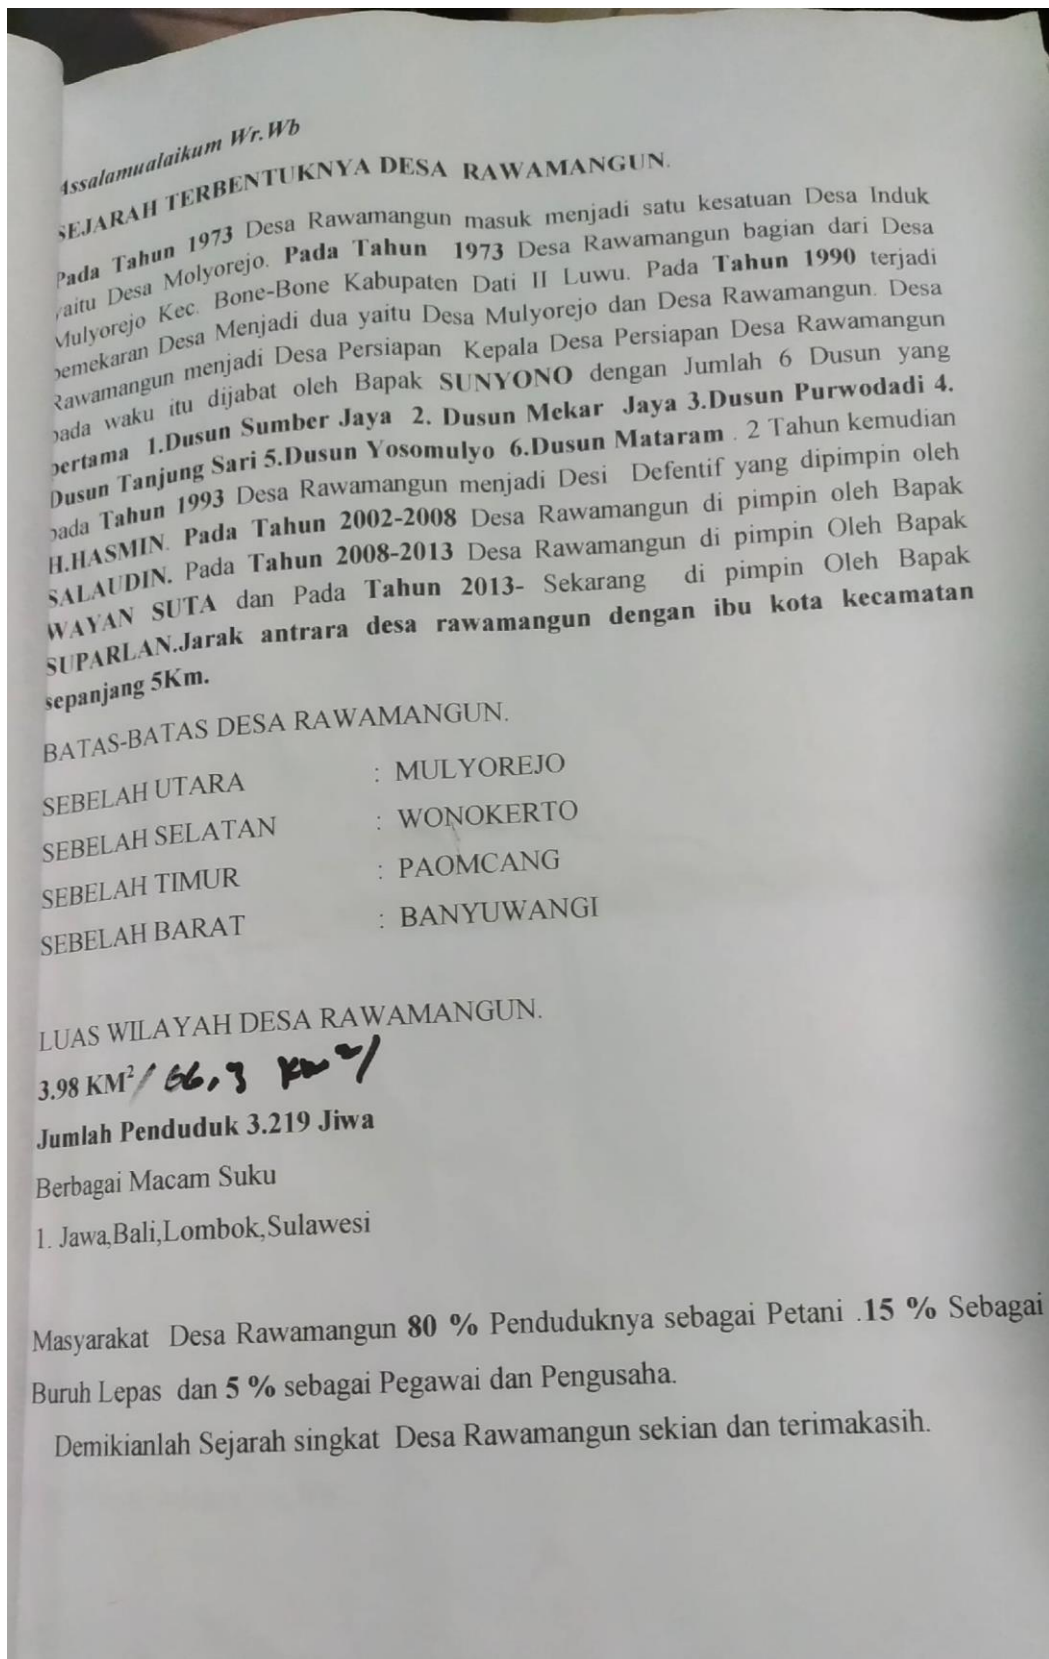 Assalamualaikum Wr.Wb
SEJARAH TERBENTUKNYA DESA RAWAMANGUN.
Pada Tahun 1973 Desa Rawamangun masuk menjadi satu kesatuan Desa Induk
yaitu Desa Molyorejo. Pada Tahun 1973 Desa Rawamangun bagian dari Desa
Mulyorejo Kec. Bone-Bone Kabupaten Dati II Luwu. Pada Tahun 1990 terjadi
pemekaran Desa Menjadi dua yaitu Desa Mulyorejo dan Desa Rawamangun. Desa
Rawamangun menjadi Desa Persiapan Kepala Desa Persiapan Desa Rawamangun
pada waku itu dijabat oleh Bapak SUNYONO dengan Jumlah 6 Dusun yang
pertama 1.Dusun Sumber Jaya 2. Dusun Mekar Jaya 3.Dusun Purwodadi 4.
Dusun Tanjung Sari 5.Dusun Yosomulyo 6.Dusun Mataram . 2 Tahun kemudian
pada Tahun 1993 Desa Rawamangun menjadi Desi Defentif yang dipimpin oleh
H.HASMIN. Pada Tahun 2002-2008 Desa Rawamangun di pimpin oleh Bapak
SALAUDIN. Pada Tahun 2008-2013 Desa Rawamangun di pimpin Oleh Bapak
WAYAN SUTA dan Pada Tahun 2013- Sekarang di pimpin Oleh Bapak
SUPARLAN.Jarak antrara desa rawamangun dengan ibu kota kecamatan
sepanjang 5Km.
BATAS-BATAS DESA RAWAMANGUN.
SEBELAH UTARA : MULYOREJO
SEBELAH SELATAN : WONOKERTO
SEBELAH TIMUR : PAOMCANG
SEBELAH BARAT : BANYUWANGI
LUAS WILAYAH DESA RAWAMANGUN.
3.98 KM²/ 66,3 Km²/
Jumlah Penduduk 3.219 Jiwa
Berbagai Macam Suku
1. Jawa,Bali,Lombok,Sulawesi
Masyarakat Desa Rawamangun 80 % Penduduknya sebagai Petani .15 % Sebagai
Buruh Lepas dan 5 % sebagai Pegawai dan Pengusaha.
Demikianlah Sejarah singkat Desa Rawamangun sekian dan terimakasih.